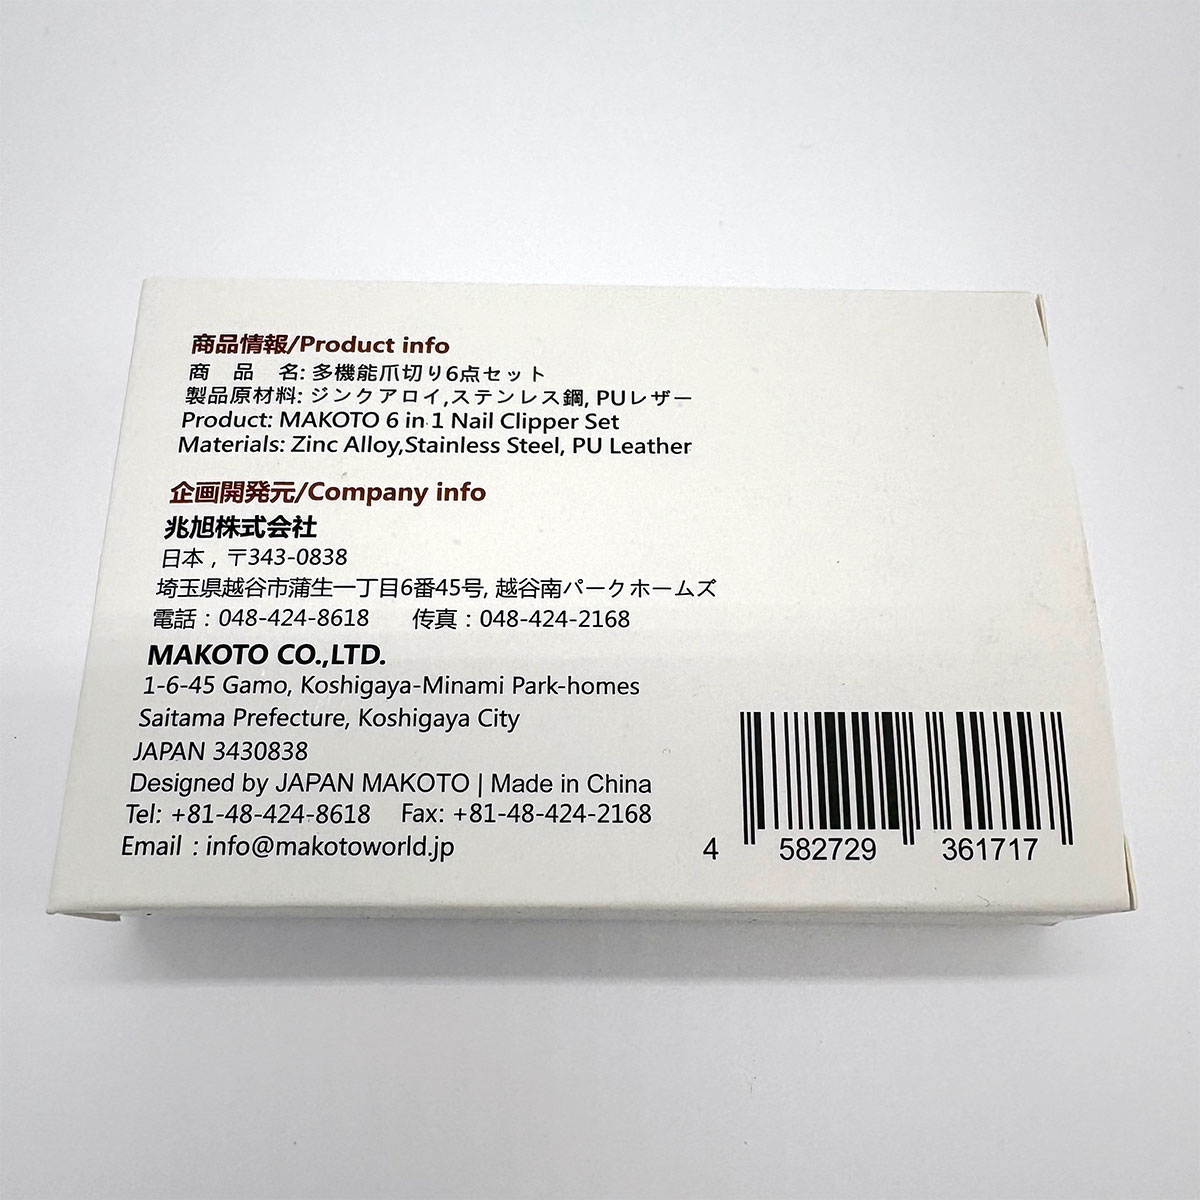 商品情報/Product info
商　品　名: 多機能爪切り6点セット
製品原材料: ジンクアロイ,ステンレス鋼, PUレザー
Product: MAKOTO 6 in 1 Nail Clipper Set
Materials: Zinc Alloy,Stainless Steel, PU Leather
企画開発元/Company info
兆旭株式会社
日本 , 〒343-0838
埼玉県越谷市蒲生一丁目6番45号, 越谷南パークホームズ
電話 : 048-424-8618　传真 : 048-424-2168
MAKOTO CO.,LTD.
1-6-45 Gamo, Koshigaya-Minami Park-homes
Saitama Prefecture, Koshigaya City
JAPAN 3430838
Designed by JAPAN MAKOTO | Made in China
Tel: +81-48-424-8618 Fax: +81-48-424-2168
Email : info@makotoworld.jp
4 582729 361717